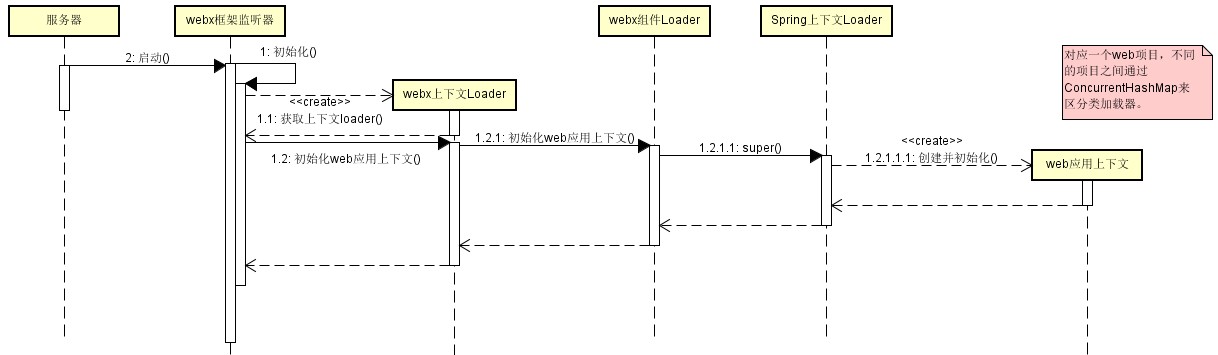 服务器
webx框架监听器
webx组件Loader
Spring上下文Loader
2: 启动()
1: 初始化()
对应一个web项目，不同
的项目之间通过
ConcurrentHashMap来
区分类加载器。
webx上下文Loader
<<create>>
1.1: 获取上下文loader()
1.2: 初始化web应用上下文()
1.2.1: 初始化web应用上下文()
1.2.1.1: super()
<<create>>
1.2.1.1.1: 创建并初始化()
web应用上下文